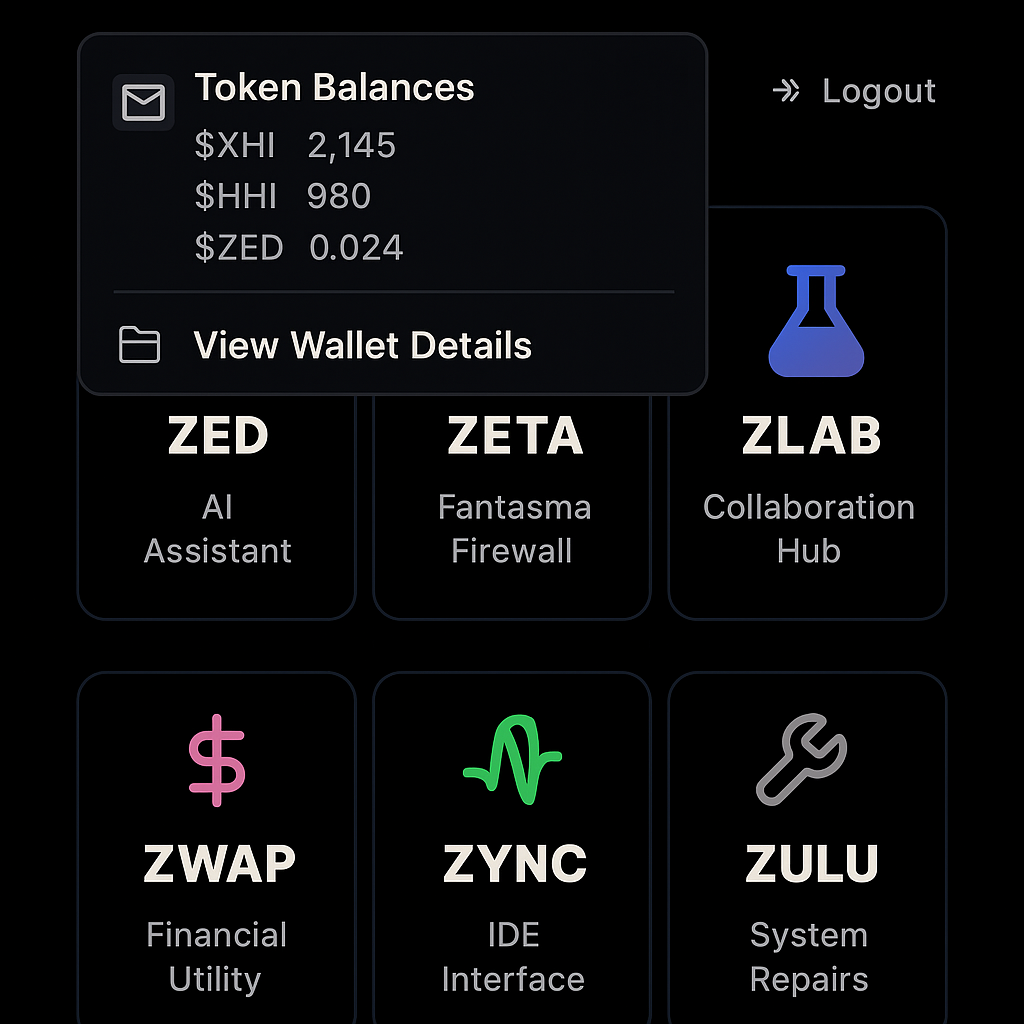 Token Balances
$XHI 2,145
$HHI 980
$ZED 0.024
View Wallet Details
Logout
ZED
AI
Assistant
ZETA
Fantasma
Firewall
ZLAB
Collaboration
Hub
ZWAP
Financial
Utility
ZYNC
IDE
Interface
ZULU
System
Repairs